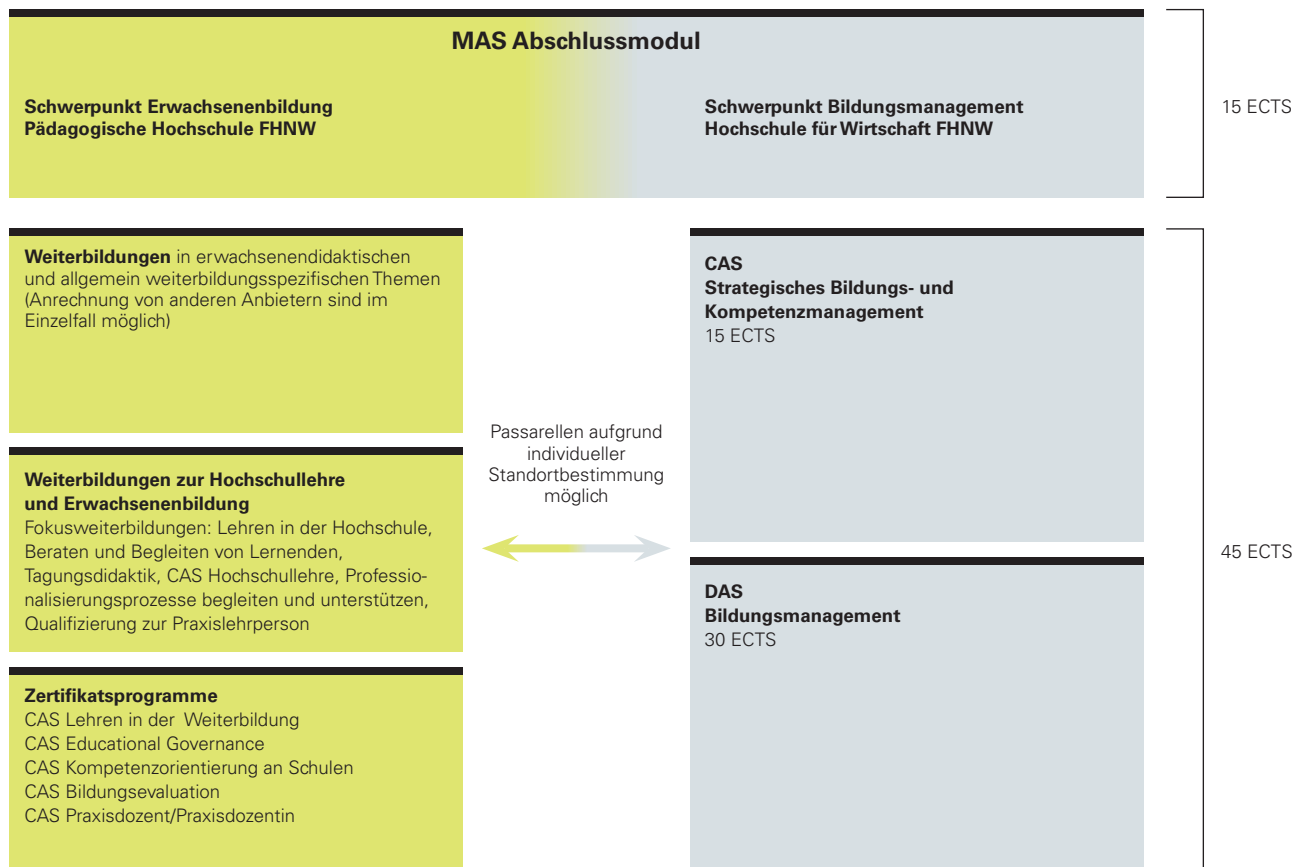 MAS Abschlussmodul
Schwerpunkt Erwachsenenbildung
Pädagogische Hochschule FHNW
Schwerpunkt Bildungsmanagement
Hochschule für Wirtschaft FHNW
15 ECTS
Weiterbildungen in erwachsenendidaktischen
und allgemein weiterbildungsspezifischen Themen
(Anrechnung von anderen Anbietern sind im
Einzelfall möglich)
Weiterbildungen zur Hochschullehre
und Erwachsenenbildung
Fokusweiterbildungen: Lehren in der Hochschule,
Beraten und Begleiten von Lernenden,
Tagungsdidaktik, CAS Hochschullehre, Professio-
nalisierungsprozesse begleiten und unterstützen,
Qualifizierung zur Praxislehrperson
Zertifikatsprogramme
CAS Lehren in der Weiterbildung
CAS Educational Governance
CAS Kompetenzorientierung an Schulen
CAS Bildungsevaluation
CAS Praxisdozent/Praxisdozentin
Passarellen aufgrund
individueller
Standortbestimmung
möglich
CAS
Strategisches Bildungs- und
Kompetenzmanagement
15 ECTS
DAS
Bildungsmanagement
30 ECTS
45 ECTS